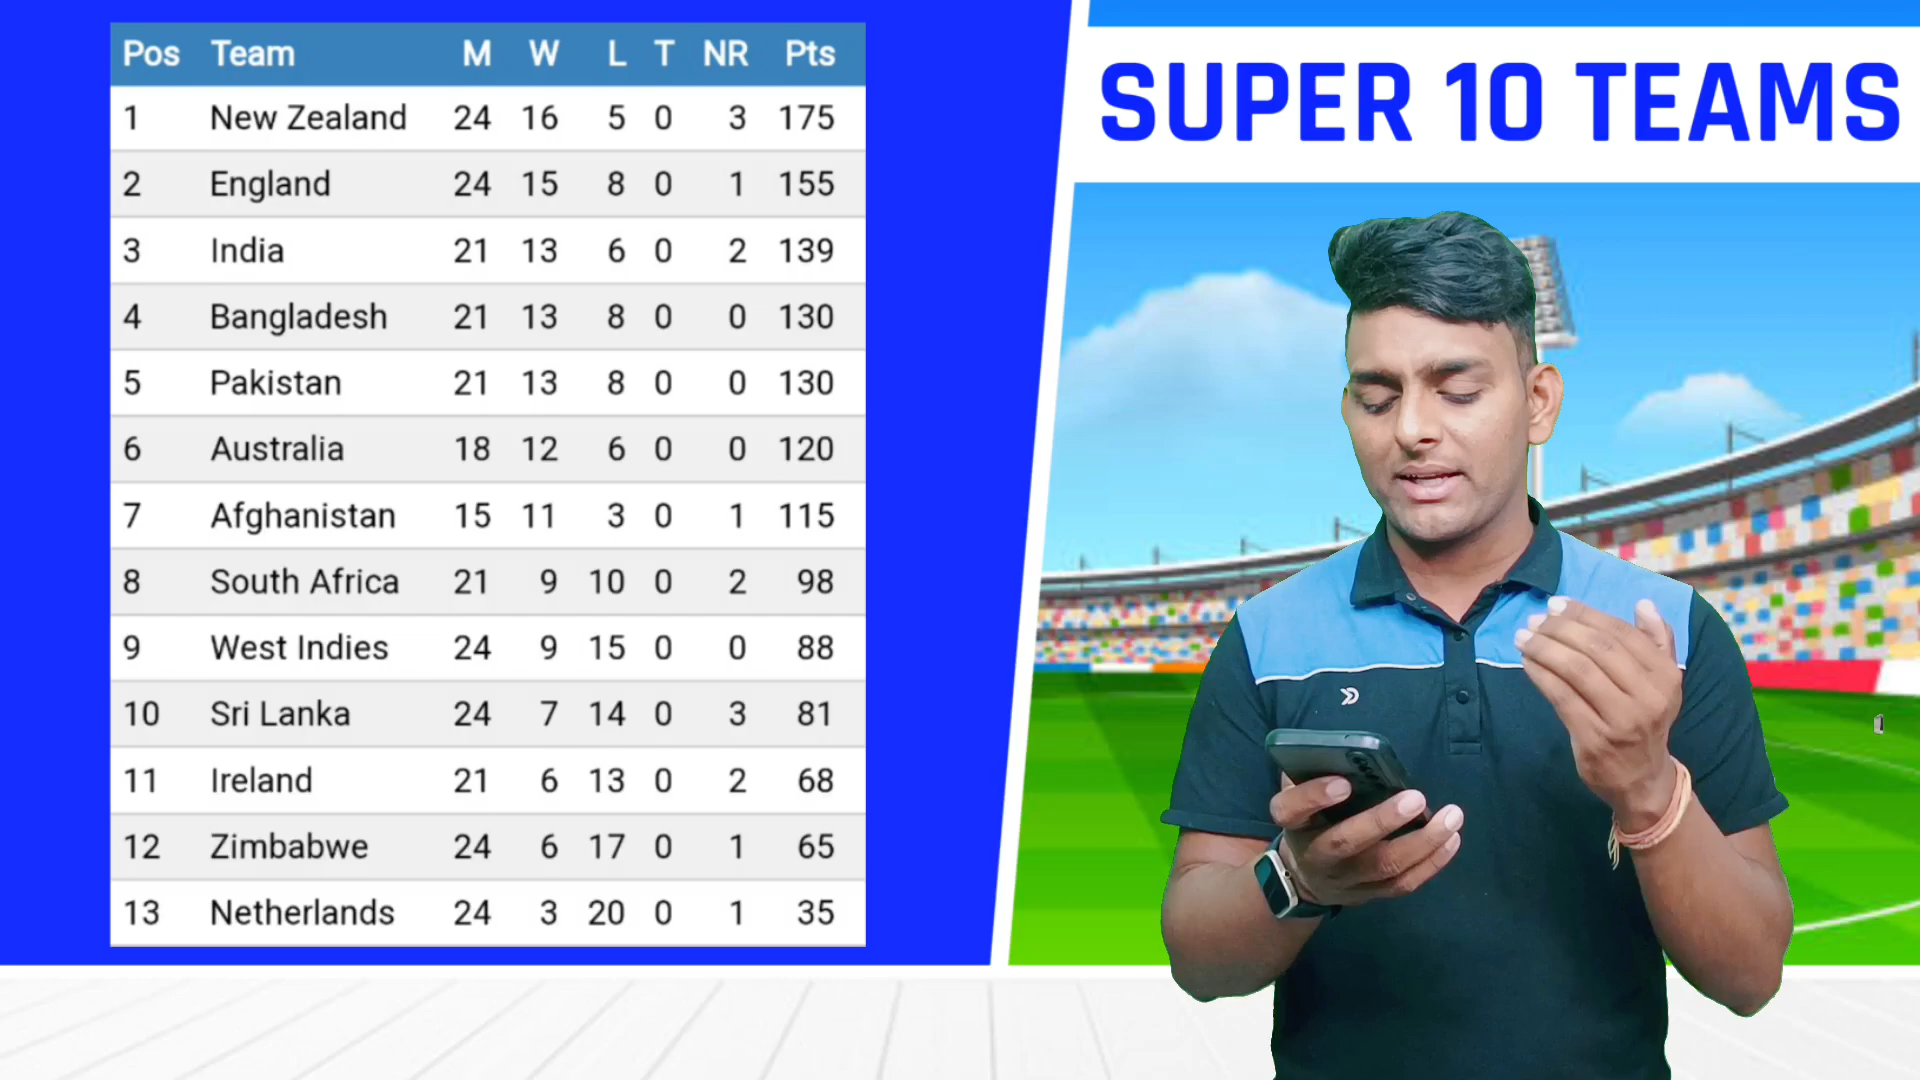 Pos Team M W L T NR Pts
1 New Zealand 24 16 5 0 3 175
2 England 24 15 8 0 1 155
3 India 21 13 6 0 2 139
4 Bangladesh 21 13 8 0 0 130
5 Pakistan 21 13 8 0 0 130
6 Australia 18 12 6 0 0 120
7 Afghanistan 15 11 3 0 1 115
8 South Africa 21 9 10 0 2 98
9 West Indies 24 9 15 0 0 88
10 Sri Lanka 24 7 14 0 3 81
11 Ireland 21 6 13 0 2 68
12 Zimbabwe 24 6 17 0 1 65
13 Netherlands 24 3 20 0 1 35
SUPER 10 TEAMS